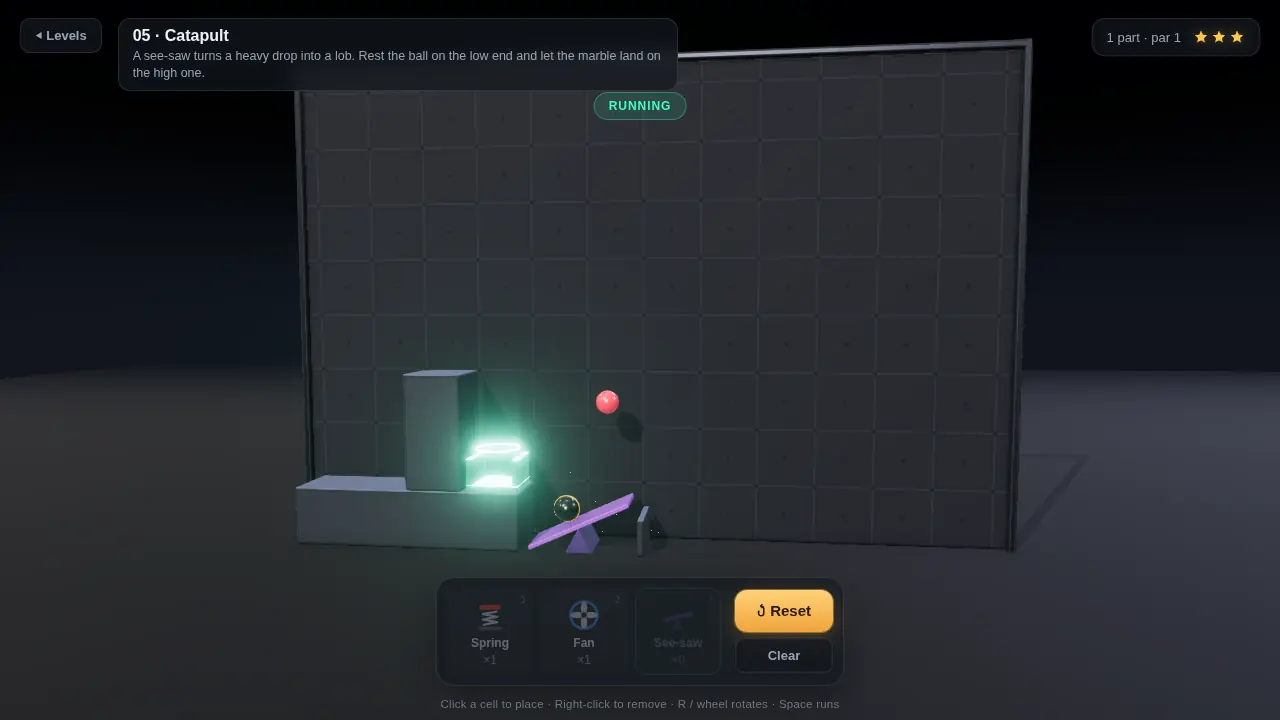 Levels
05 · Catapult
A see-saw turns a heavy drop into a lob. Rest the ball on the low end and let the marble land on
the high one.
1 part · par 1
RUNNING
1
Spring
×1
2
Fan
×1
See-saw
×0
Reset
Clear
Click a cell to place · Right-click to remove · R / wheel rotates · Space runs